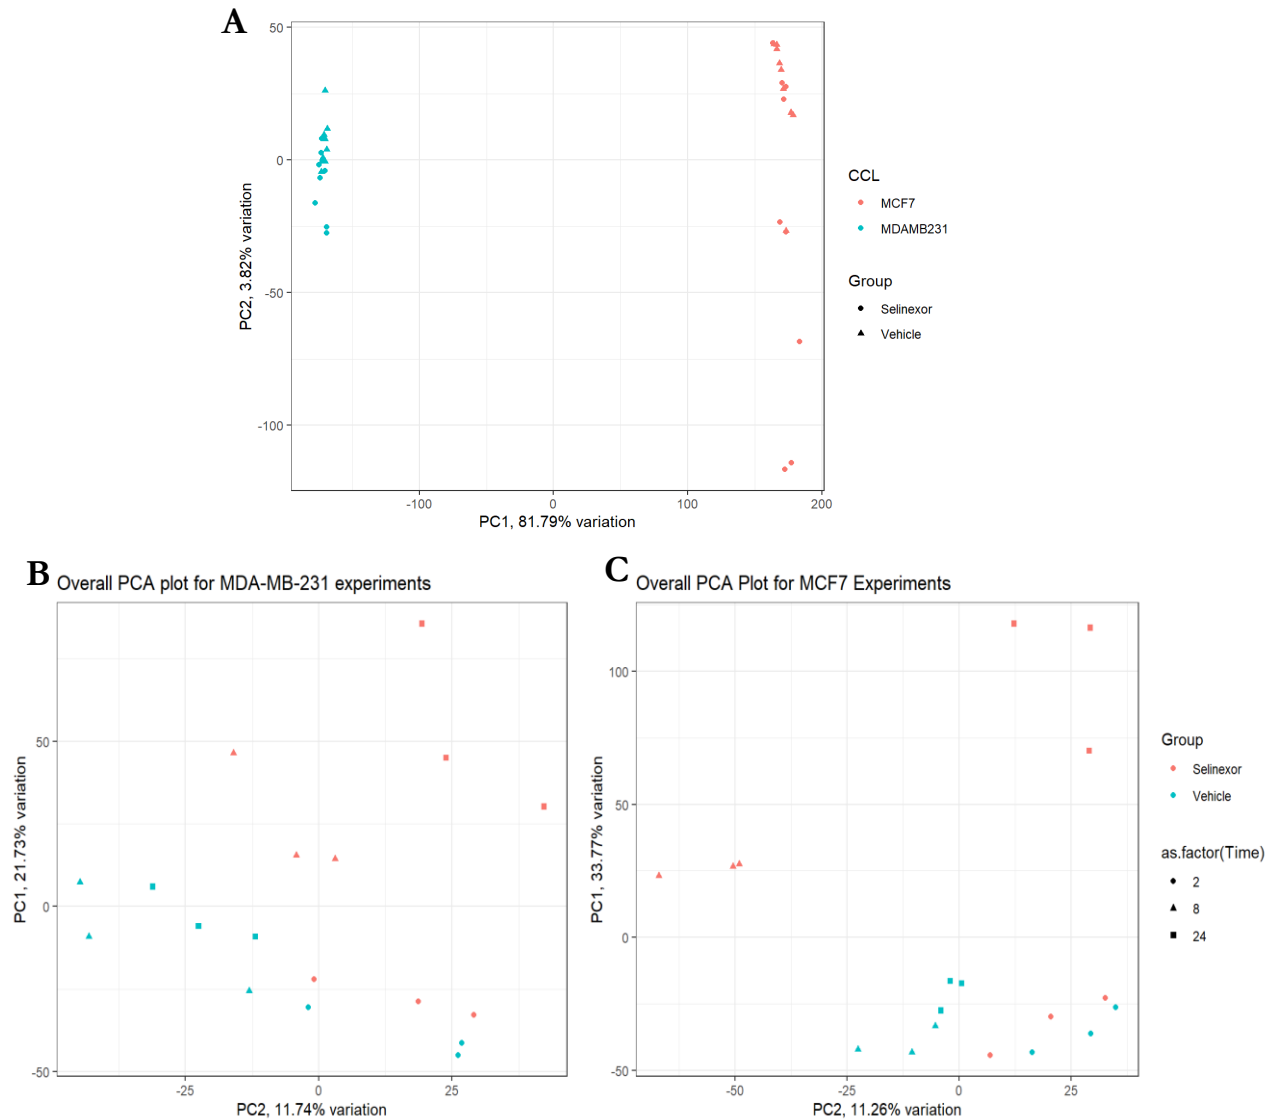 A
50
0
-50
-100
PC2, 3.82% variation
-100
0
100
200
PC1, 81.79% variation
CCL
MCF7
MDAMB231
Group
Selinexor
Vehicle
B
Overall PCA plot for MDA-MB-231 experiments
50
0
-50
PC1, 21.73% variation
-25
0
25
PC2, 11.74% variation
C
Overall PCA Plot for MCF7 Experiments
100
50
0
-50
PC1, 33.77% variation
-50
-25
0
25
PC2, 11.26% variation
Group
Selinexor
Vehicle
as.factor(Time)
2
8
24